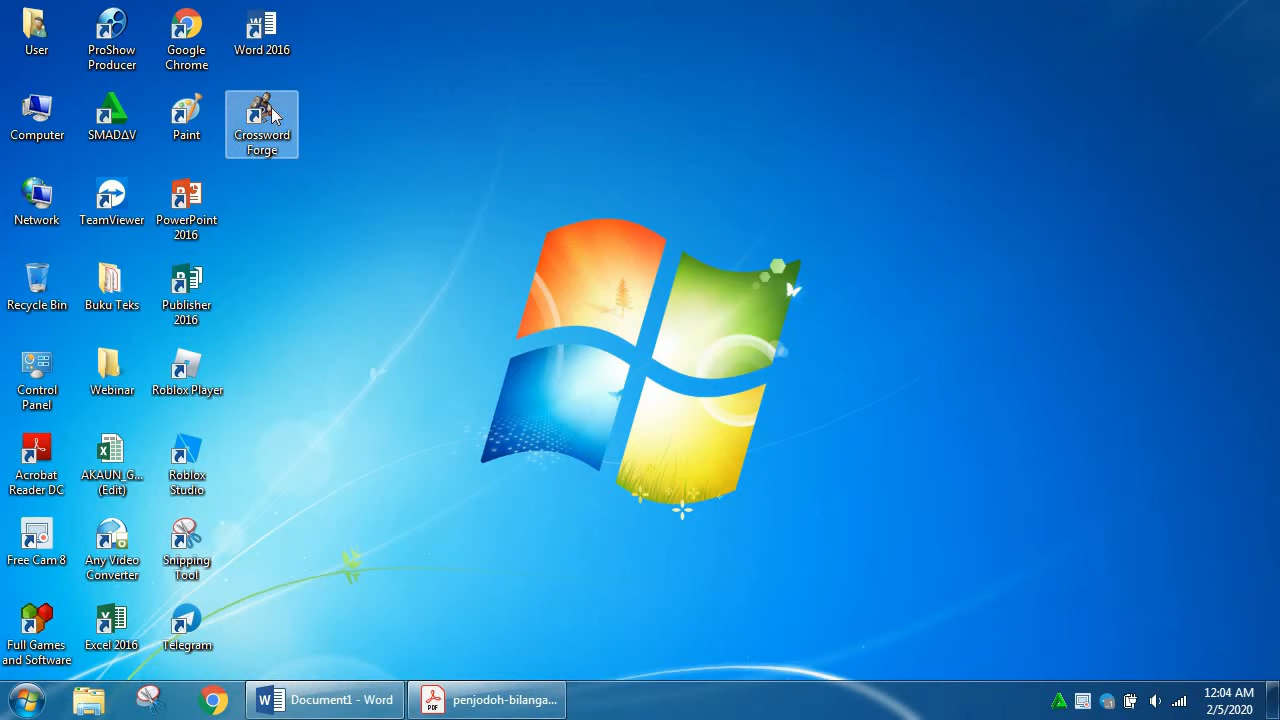 User
ProShow
Producer
Google
Chrome
Word 2016
Computer
SMADΔV
Paint
Crossword
Forge
Network
TeamViewer
PowerPoint
2016
Recycle Bin
Buku Teks
Publisher
2016
Control
Panel
Webinar
Roblox Player
Acrobat
Reader DC
AKAUN_G...
(Edit)
Roblox
Studio
Free Cam 8
Any Video
Converter
Snipping
Tool
Full Games
and Software
Excel 2016
Telegram
Document1 - Word
PDF
penjodoh-bilanga...
12:04 AM
2/5/2020